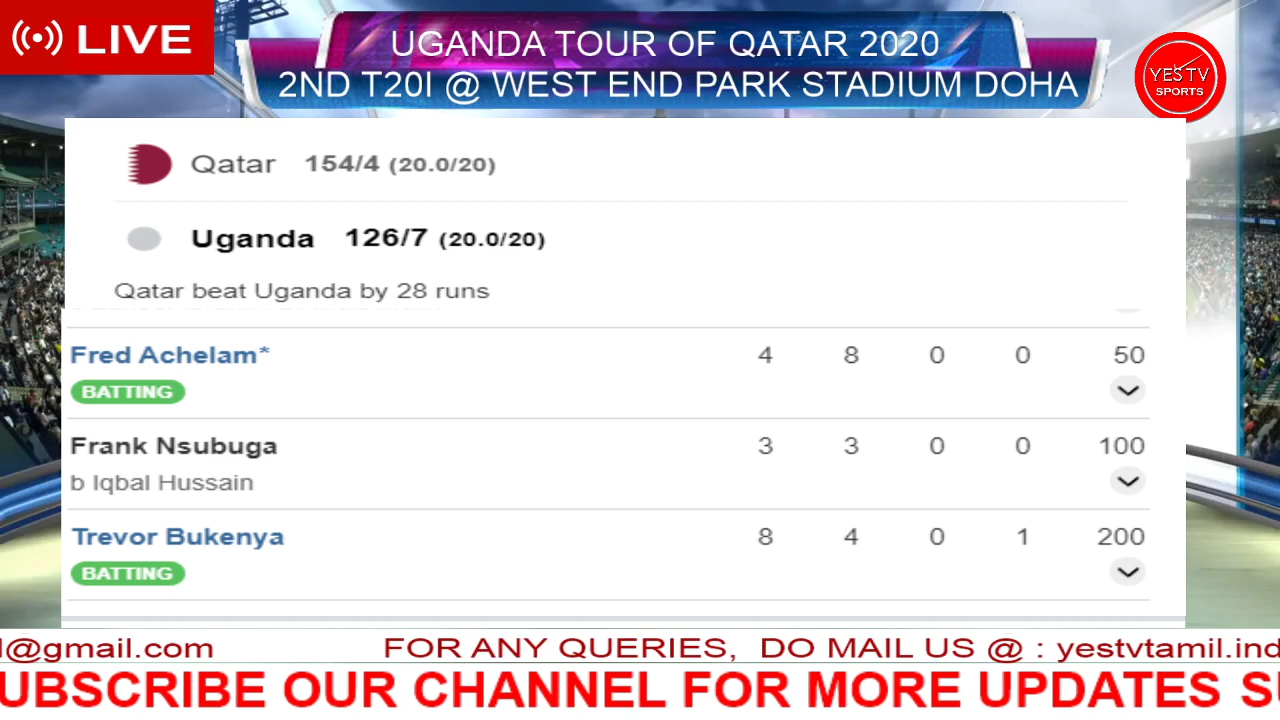 LIVE
UGANDA TOUR OF QATAR 2020
2ND T20I @ WEST END PARK STADIUM DOHA
YES TV
SPORTS
Qatar 154/4 (20.0/20)
Uganda 126/7 (20.0/20)
Qatar beat Uganda by 28 runs
Fred Achelam* 4 8 0 0 50
BATTING
Frank Nsubuga 3 3 0 0 100
b Iqbal Hussain
Trevor Bukenya 8 4 0 1 200
BATTING
@gmail.com FOR ANY QUERIES, DO MAIL US @ : yestvtamil.ind
UBSCRIBE OUR CHANNEL FOR MORE UPDATES S